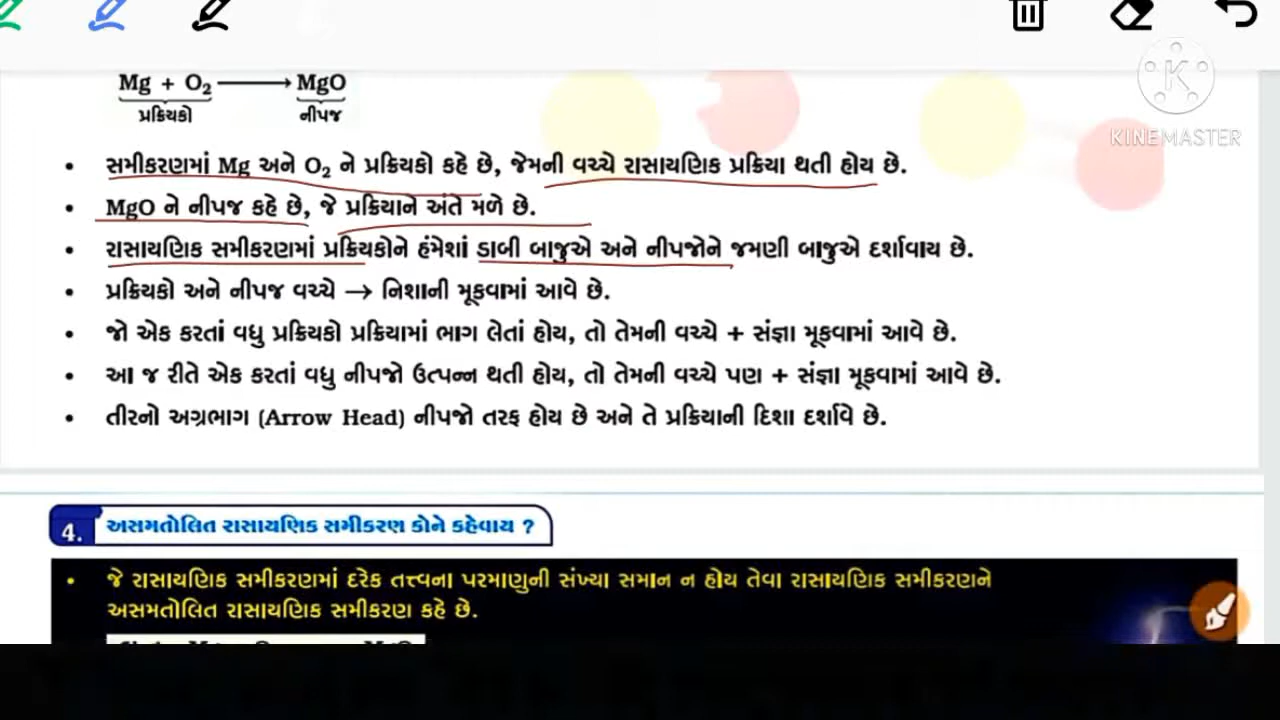 Mg + O₂ ⟶ MgO
પ્રક્રિયકો નીપજ
KINEMASTER
• સમીકરણમાં Mg અને O₂ ને પ્રક્રિયકો કહે છે, જેમની વચ્ચે રાસાયણિક પ્રક્રિયા થતી હોય છે.
• MgO ને નીપજ કહે છે, જે પ્રક્રિયાને અંતે મળે છે.
• રાસાયણિક સમીકરણમાં પ્રક્રિયકોને હંમેશાં ડાબી બાજુએ અને નીપજોને જમણી બાજુએ દર્શાવાય છે.
• પ્રક્રિયકો અને નીપજ વચ્ચે → નિશાની મૂકવામાં આવે છે.
• જો એક કરતાં વધુ પ્રક્રિયકો પ્રક્રિયામાં ભાગ લેતાં હોય, તો તેમની વચ્ચે + સંજ્ઞા મૂકવામાં આવે છે.
• આ જ રીતે એક કરતાં વધુ નીપજો ઉત્પન્ન થતી હોય, તો તેમની વચ્ચે પણ + સંજ્ઞા મૂકવામાં આવે છે.
• તીરનો અગ્રભાગ (Arrow Head) નીપજો તરફ હોય છે અને તે પ્રક્રિયાની દિશા દર્શાવે છે.
4. અસમતોલિત રાસાયણિક સમીકરણ કોને કહેવાય ?
• જે રાસાયણિક સમીકરણમાં દરેક તત્ત્વના પરમાણુની સંખ્યા સમાન ન હોય તેવા રાસાયણિક સમીકરણને
અસમતોલિત રાસાયણિક સમીકરણ કહે છે.